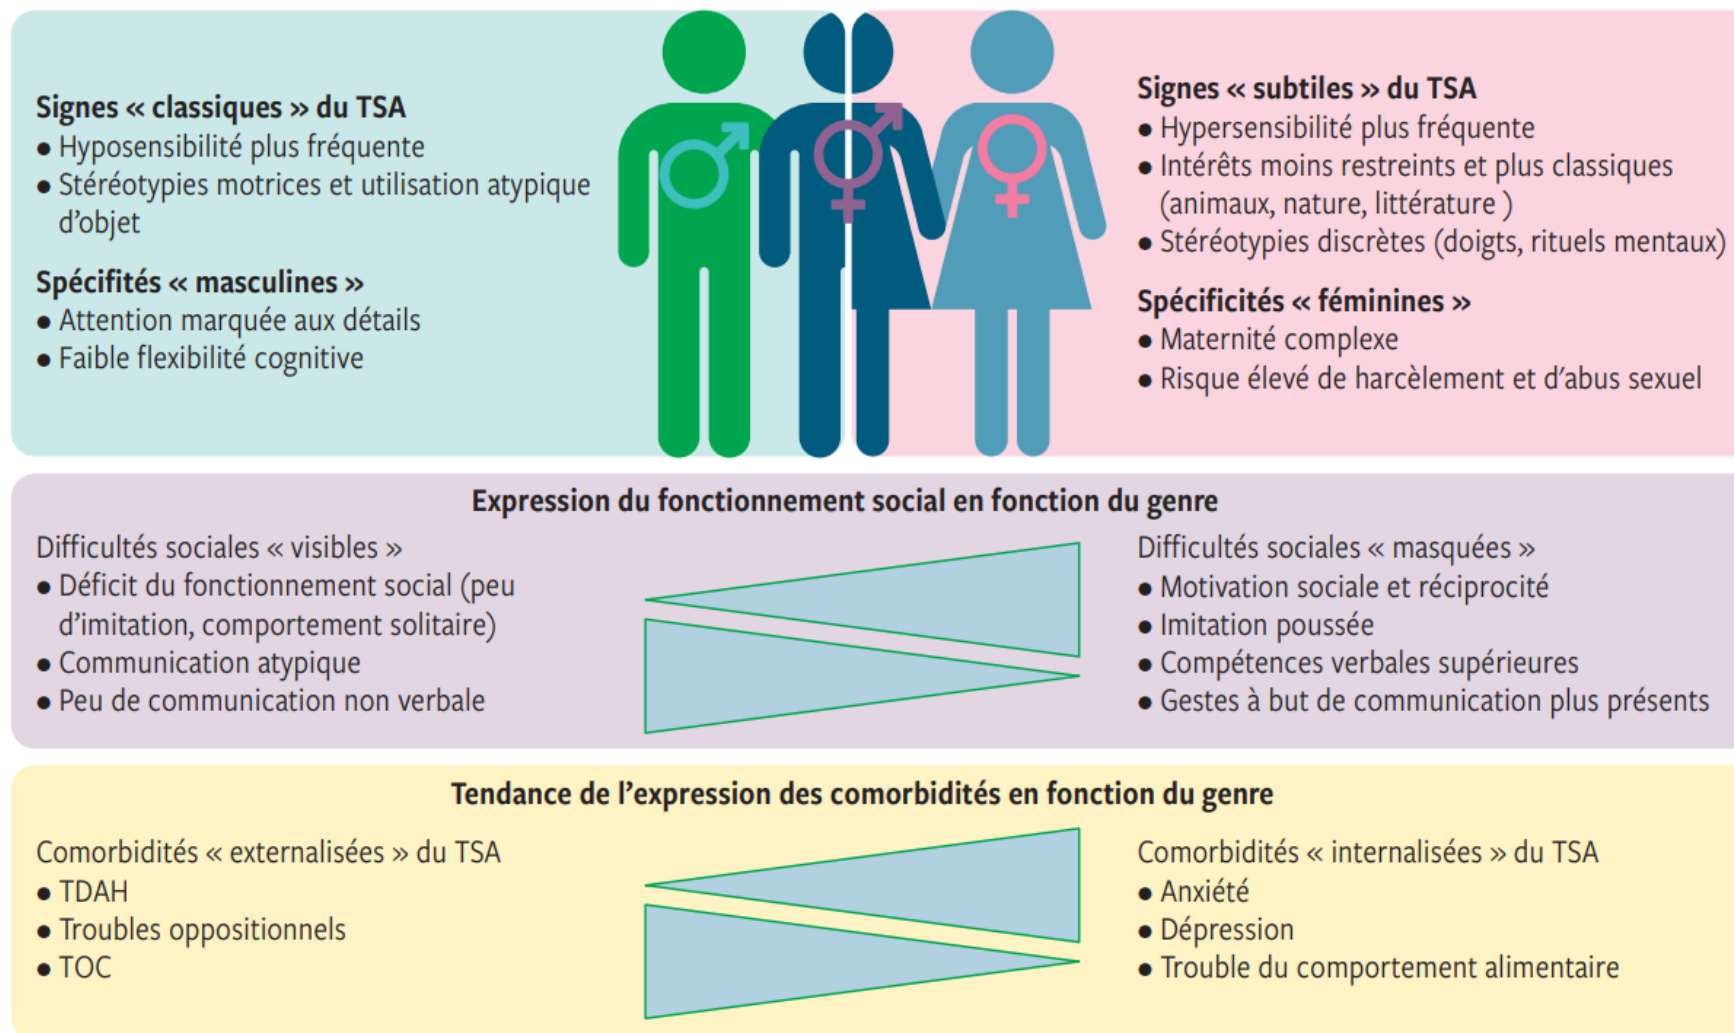 Signes « classiques » du TSA
● Hyposensibilité plus fréquente
● Stéréotypies motrices et utilisation atypique
d'objet
Spécifités « masculines »
● Attention marquée aux détails
● Faible flexibilité cognitive
Signes « subtiles » du TSA
● Hypersensibilité plus fréquente
● Intérêts moins restreints et plus classiques
(animaux, nature, littérature )
● Stéréotypies discrètes (doigts, rituels mentaux)
Spécificités « féminines »
● Maternité complexe
● Risque élevé de harcèlement et d'abus sexuel
Expression du fonctionnement social en fonction du genre
Difficultés sociales « visibles »
● Déficit du fonctionnement social (peu
d'imitation, comportement solitaire)
● Communication atypique
● Peu de communication non verbale
Difficultés sociales « masquées »
● Motivation sociale et réciprocité
● Imitation poussée
● Compétences verbales supérieures
● Gestes à but de communication plus présents
Tendance de l'expression des comorbidités en fonction du genre
Comorbidités « externalisées » du TSA
● TDAH
● Troubles oppositionnels
● TOC
Comorbidités « internalisées » du TSA
● Anxiété
● Dépression
● Trouble du comportement alimentaire